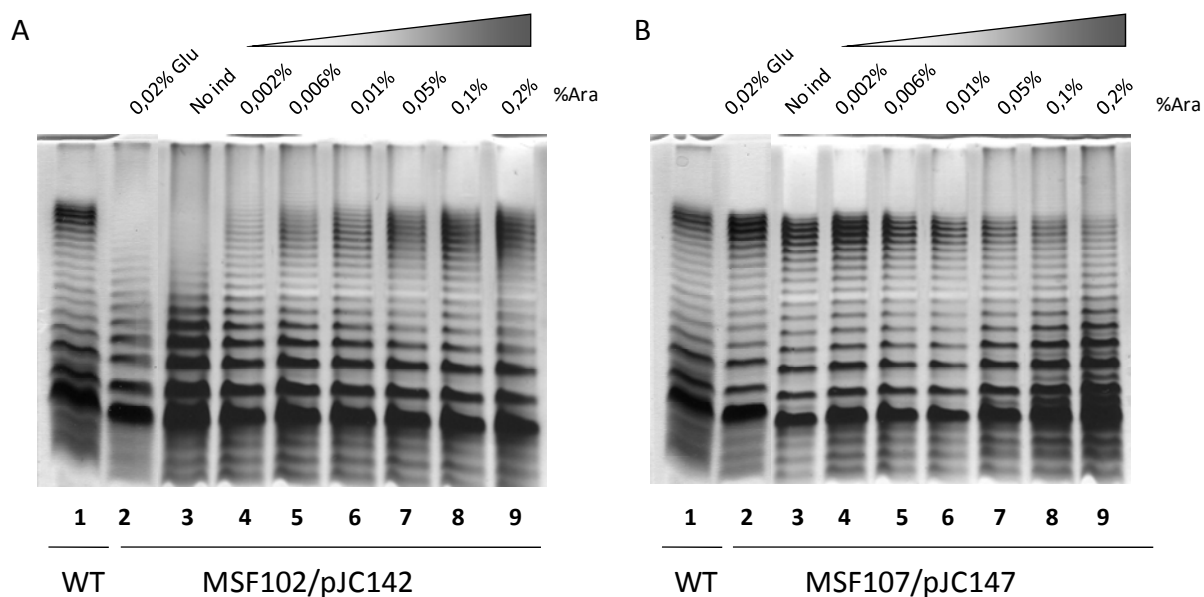 A
0,02% Glu
No ind
0,002%
0,006%
0,01%
0,05%
0,1%
0,2%
%Ara
1 2 3 4 5 6 7 8 9
WT MSF102/pJC142
B
0,02% Glu
No ind
0,002%
0,006%
0,01%
0,05%
0,1%
0,2%
%Ara
1 2 3 4 5 6 7 8 9
WT MSF107/pJC147